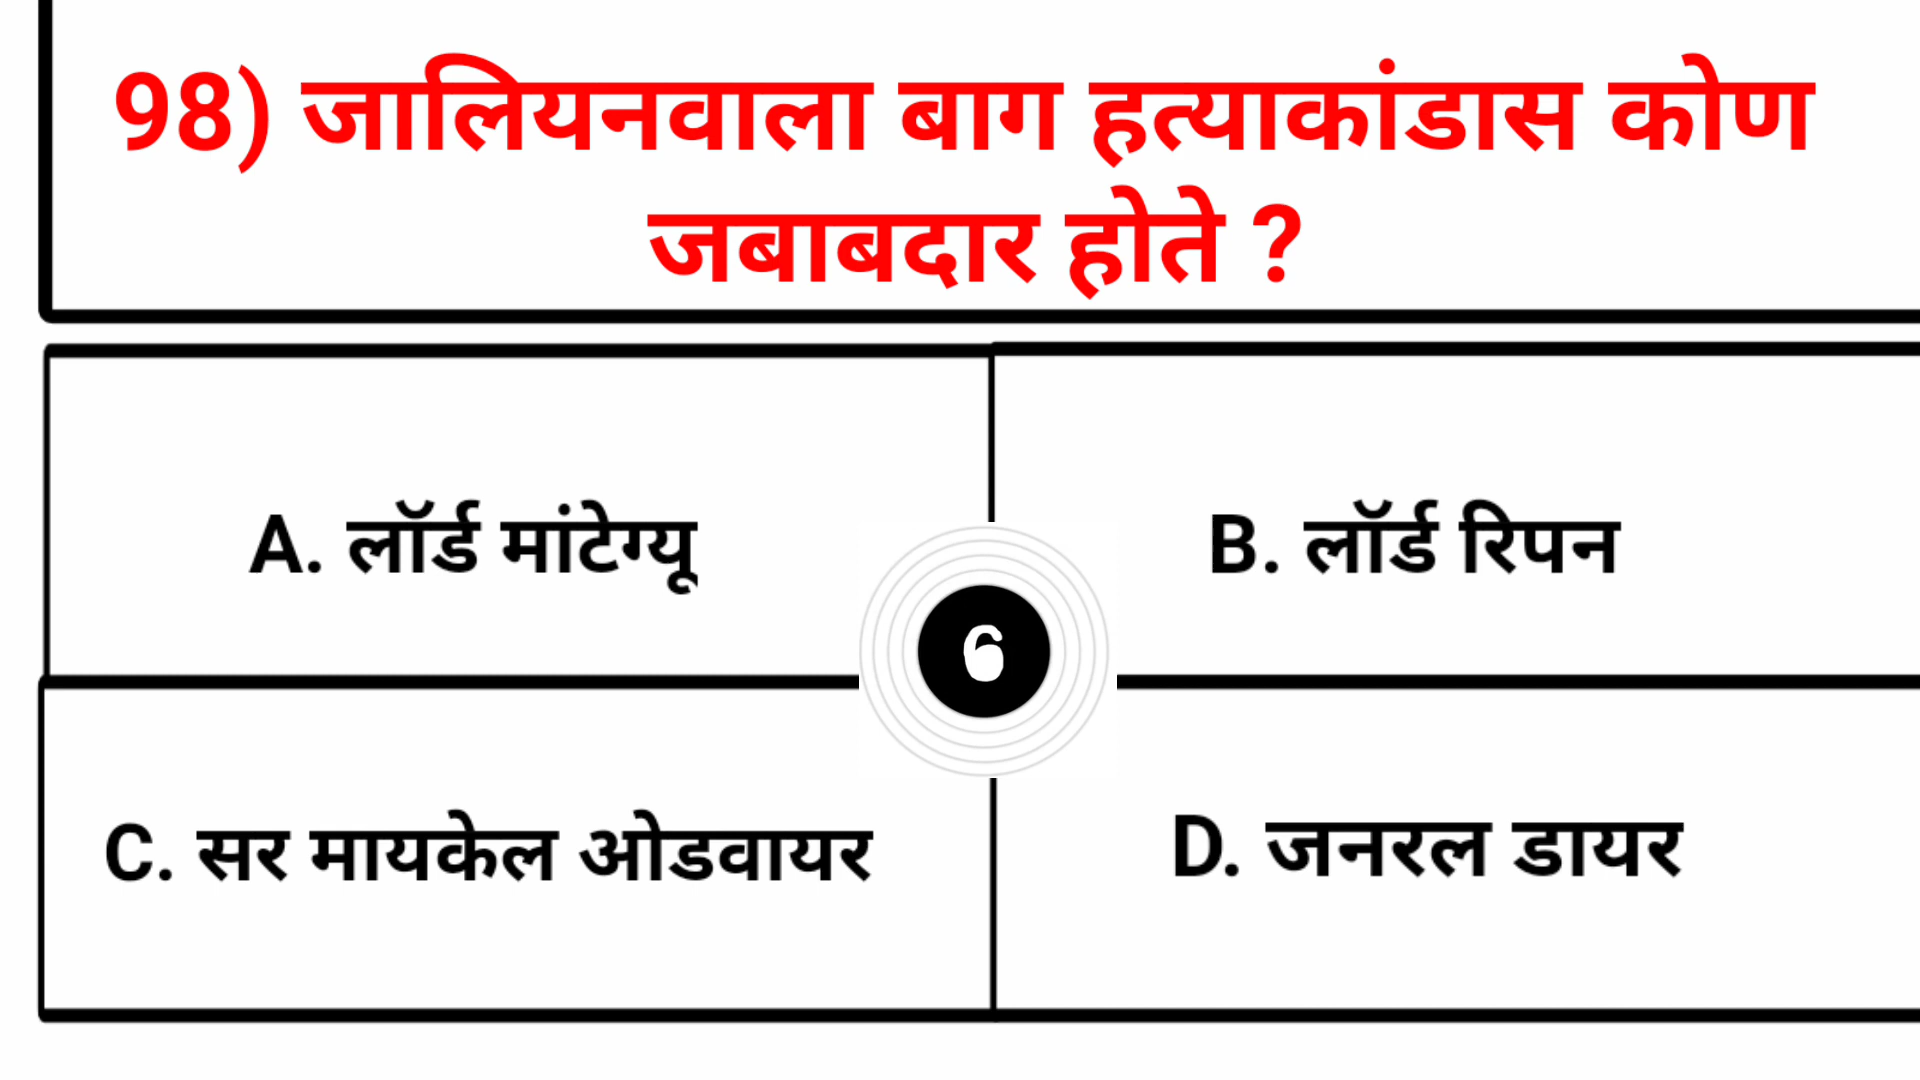 98) जालियनवाला बाग हत्याकांडास कोण
जबाबदार होते ?
A. लॉर्ड मांटेग्यू
B. लॉर्ड रिपन
6
C. सर मायकेल ओडवायर
D. जनरल डायर